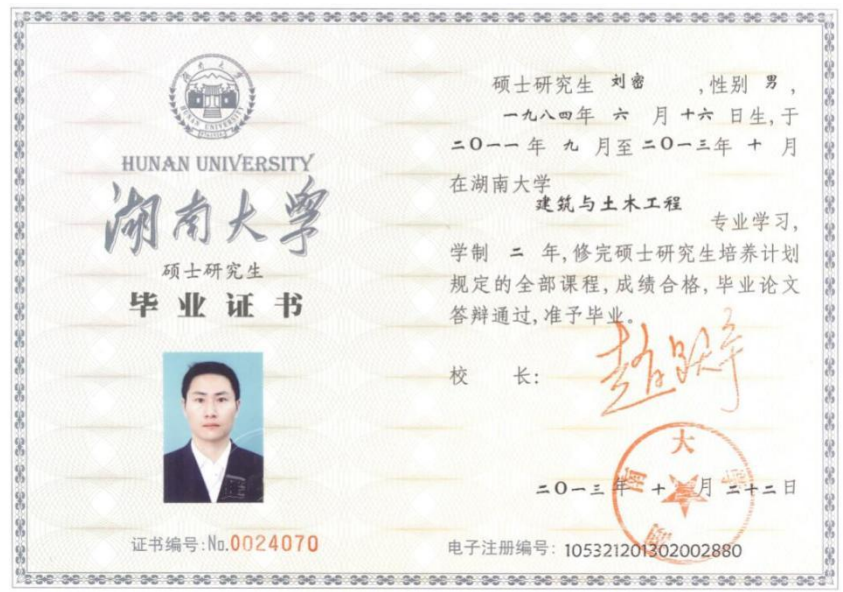 HUNAN UNIVERSITY
湖南大学
硕士研究生
毕业证书
证书编号:No.0024070
硕士研究生 刘密 ,性别 男,
一九八四年 六 月 十六 日生,于
二〇一一 年 九 月至 二〇一三年 十 月
在湖南大学
建筑与土木工程
专业学习,
学制 二 年,修完硕士研究生培养计划
规定的全部课程,成绩合格,毕业论文
答辩通过,准予毕业。
校 长:
湖南大学
二〇一三 年 十 月 二十二日
电子注册编号: 105321201302002880